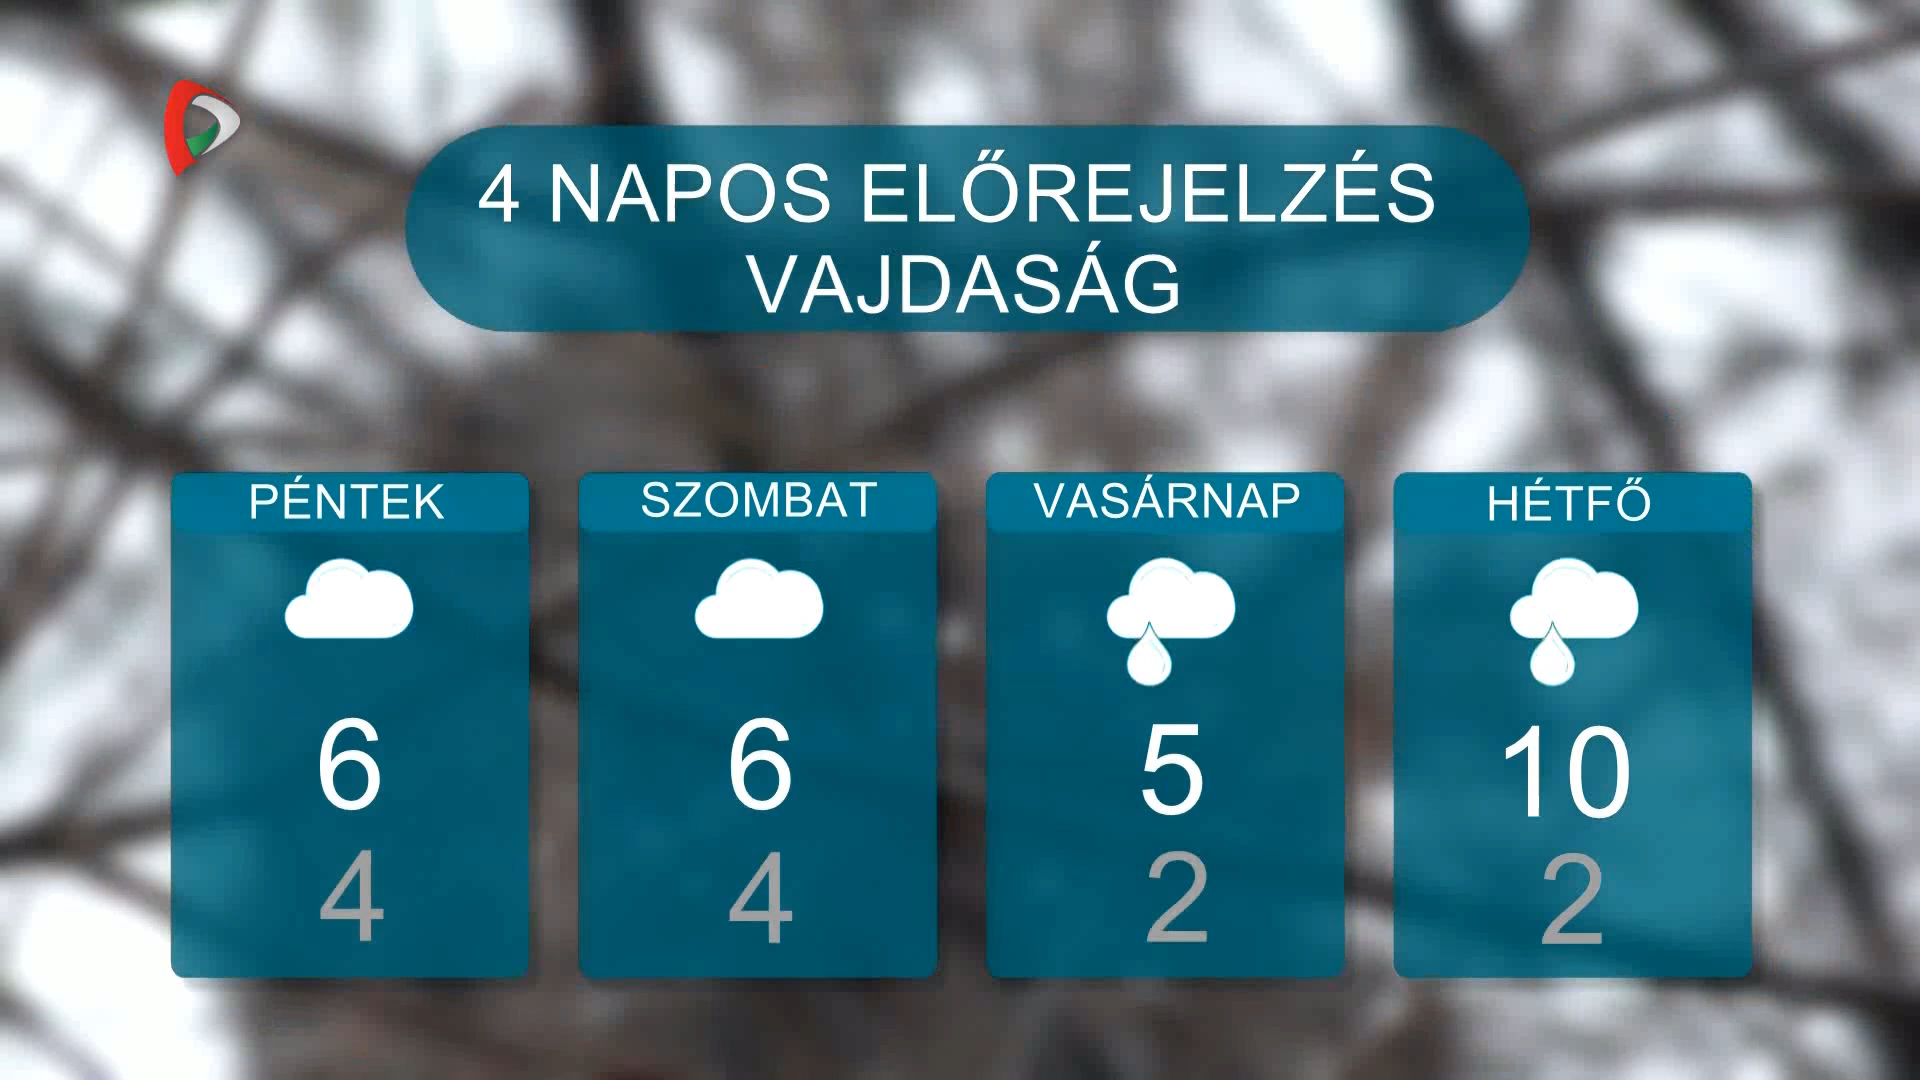 4 NAPOS ELŐREJELZÉS
VAJDASÁG
PÉNTEK
6
4
SZOMBAT
6
4
VASÁRNAP
5
2
HÉTFŐ
10
2